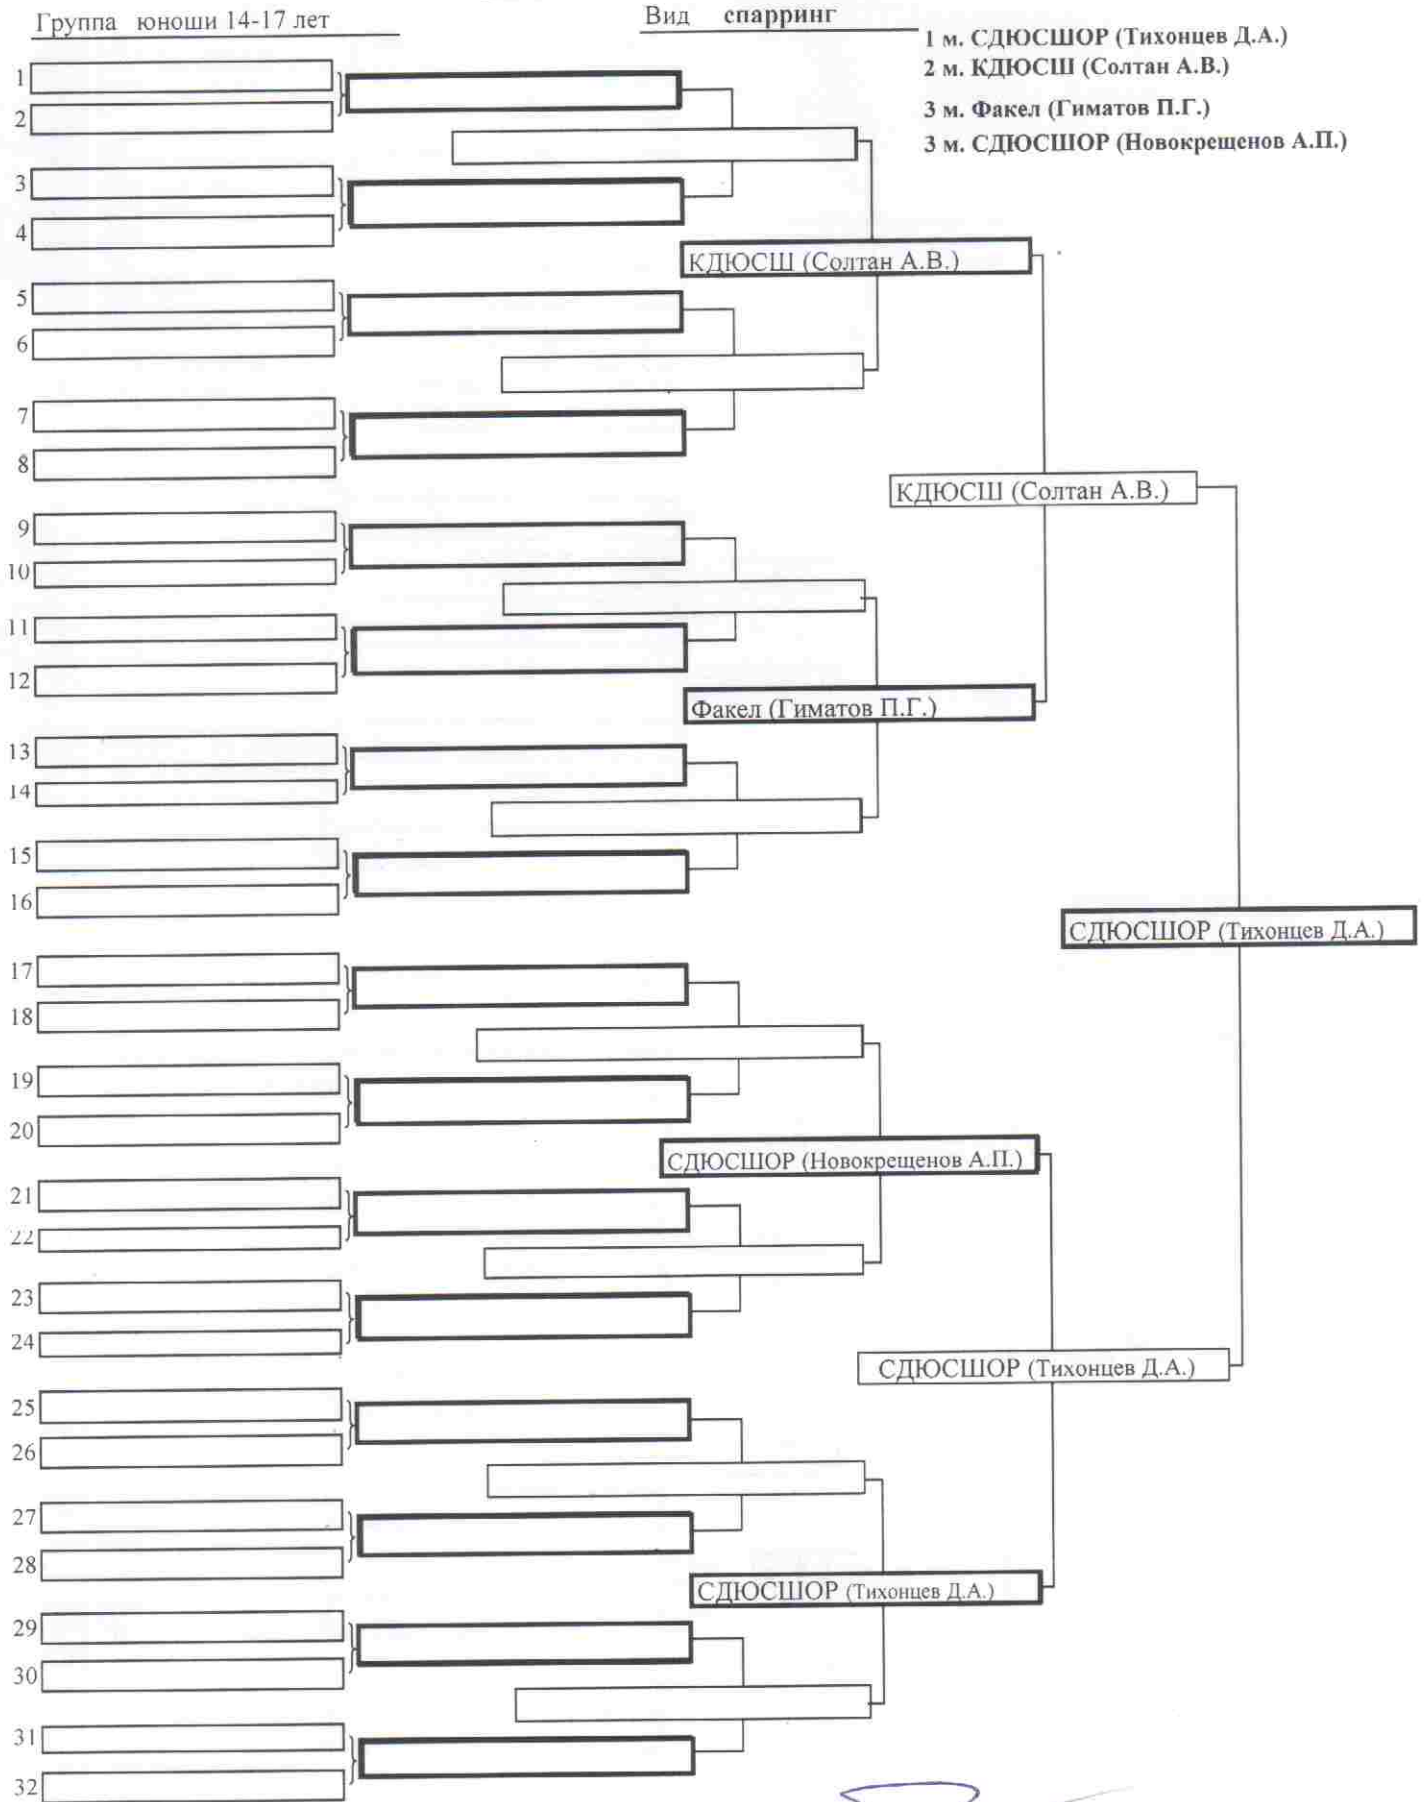 Группа юноши 14-17 лет
Вид спарринг
1 м. СДЮСШОР (Тихонцев Д.А.)
2 м. КДЮСШ (Солтан А.В.)
3 м. Факел (Гиматов П.Г.)
3 м. СДЮСШОР (Новокрещенов А.П.)
1
2
3
4
КДЮСШ (Солтан А.В.)
5
6
7
8
КДЮСШ (Солтан А.В.)
9
10
11
12
Факел (Гиматов П.Г.)
13
14
15
16
СДЮСШОР (Тихонцев Д.А.)
17
18
19
20
СДЮСШОР (Новокрещенов А.П.)
21
22
23
24
СДЮСШОР (Тихонцев Д.А.)
25
26
27
28
СДЮСШОР (Тихонцев Д.А.)
29
30
31
32